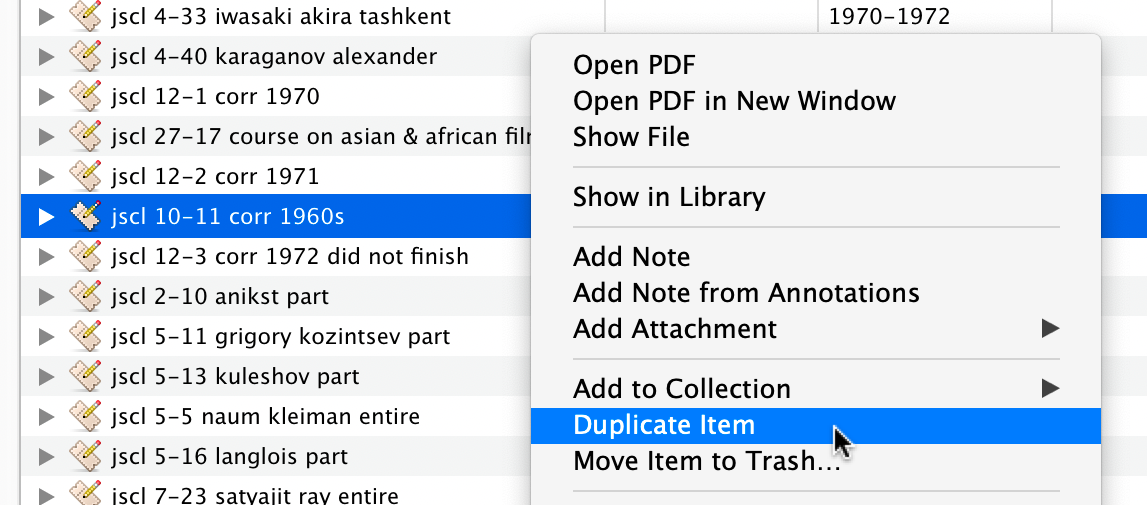 jscl 4-33 iwasaki akira tashkent
1970-1972
jscl 4-40 karaganov alexander
jscl 12-1 corr 1970
jscl 27-17 course on asian & african
jscl 12-2 corr 1971
jscl 10-11 corr 1960s
jscl 12-3 corr 1972 did not finish
jscl 2-10 anikst part
jscl 5-11 grigory kozintsev part
jscl 5-13 kuleshov part
jscl 5-5 naum kleiman entire
jscl 5-16 langlois part
jscl 7-23 satyajit ray entire
Open PDF
Open PDF in New Window
Show File
Show in Library
Add Note
Add Note from Annotations
Add Attachment
Add to Collection
Duplicate Item
Move Item to Trash...